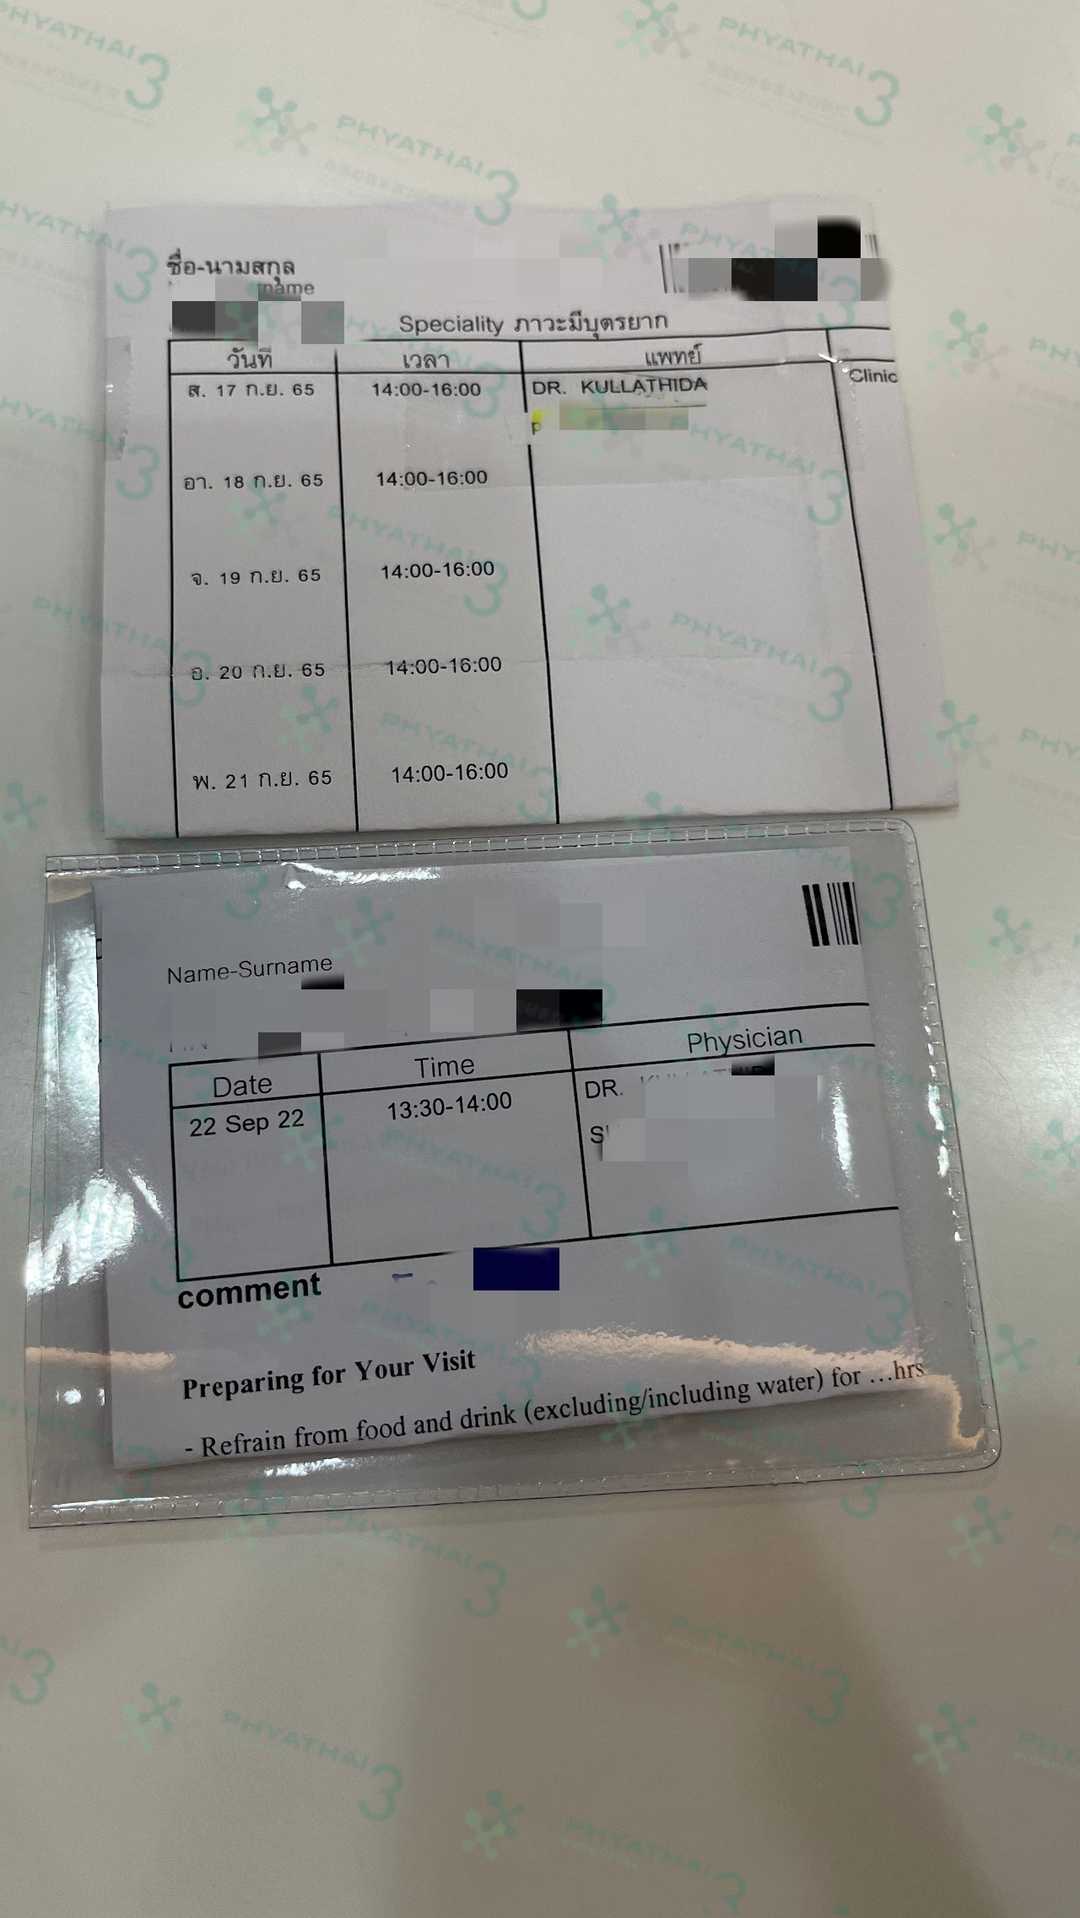 ชื่อ-นามสกุล
name
Speciality ภาวะมีบุตรยาก
วันที่ เวลา แพทย์
ส. 17 ก.ย. 65 14:00-16:00 DR. KULLATHIDA Clinic
อา. 18 ก.ย. 65 14:00-16:00
จ. 19 ก.ย. 65 14:00-16:00
อ. 20 ก.ย. 65 14:00-16:00
พ. 21 ก.ย. 65 14:00-16:00
Name-Surname
Date Time Physician
22 Sep 22 13:30-14:00 DR.
comment
Preparing for Your Visit
- Refrain from food and drink (excluding/including water) for ...hrs
PHYATHAI 3